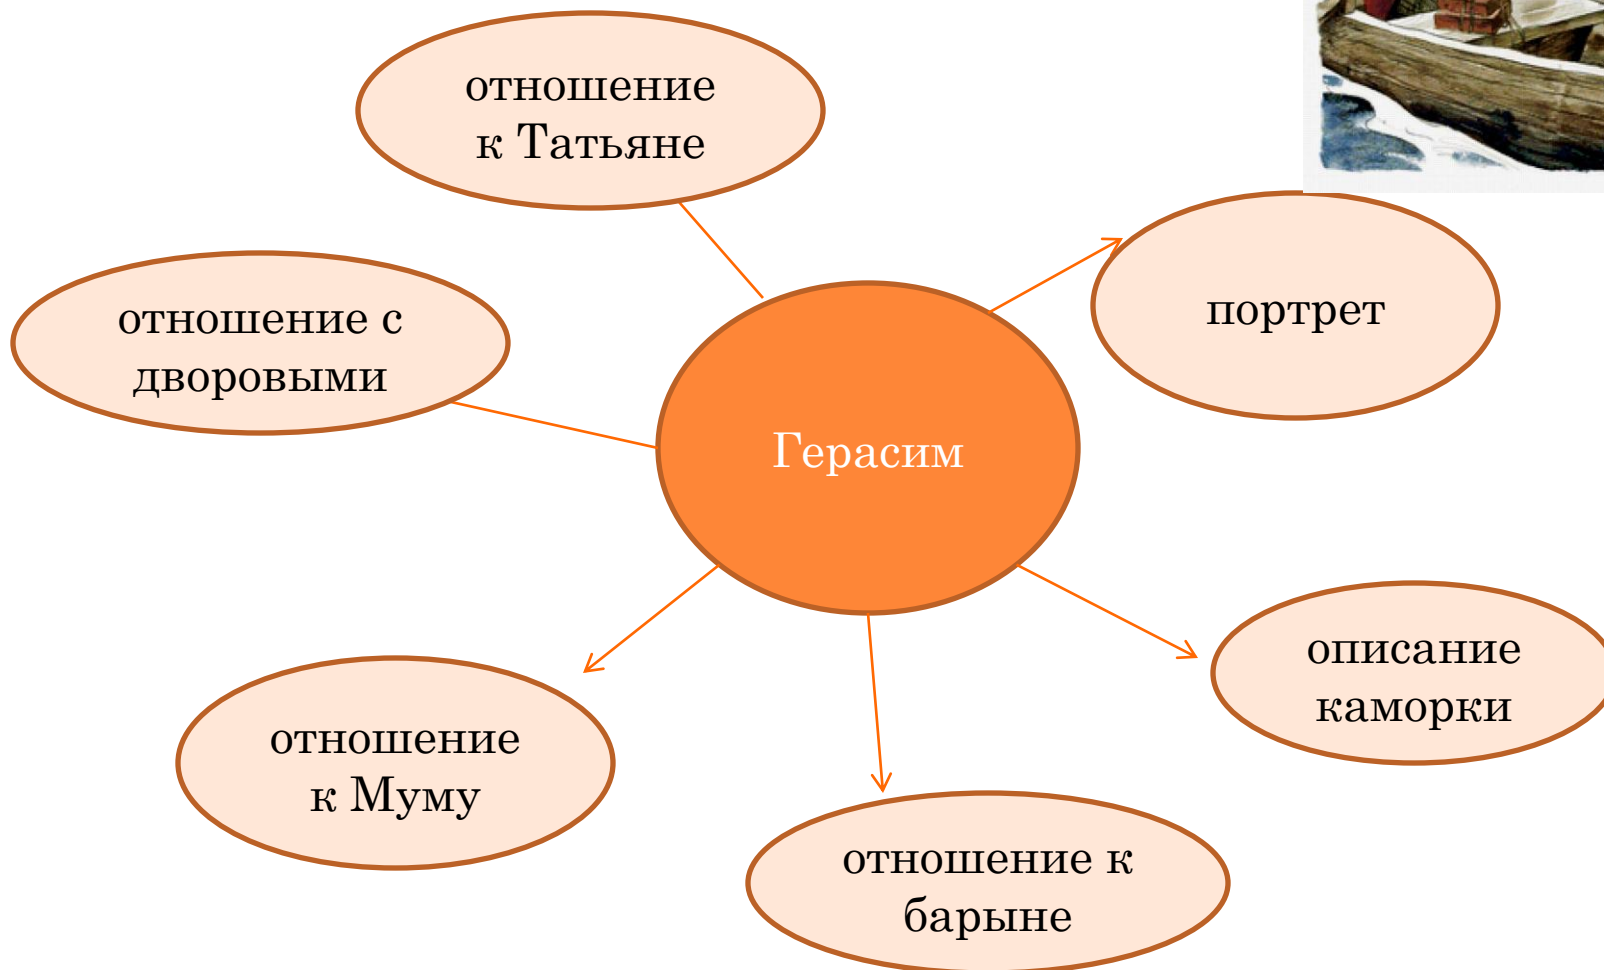 отношение
к Татьяне
отношение с
дворовыми
портрет
Герасим
описание
каморки
отношение
к Муму
отношение к
барыне